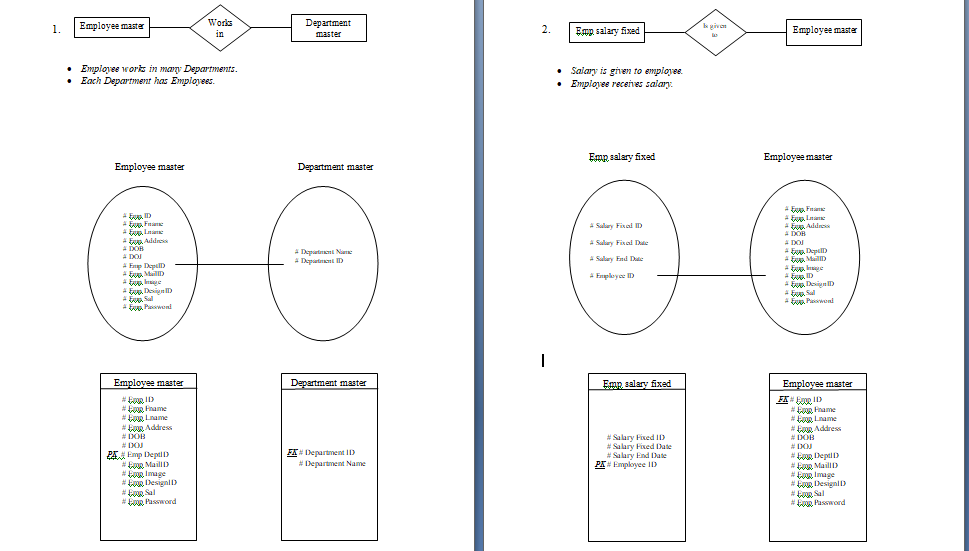 1.
Employee master
Works
in
Department
master
• Employee works in many Departments.
• Each Department has Employees.
Employee master
Department master
# Emp ID
# Emp Fname
# Emp Lname
# Emp Address
# DOB
# DOJ
# Emp DeptID
# Emp MailID
# Emp Image
# Emp DesignID
# Emp Sal
# Emp Password
# Department Name
# Department ID
Employee master
# Emp ID
# Emp Fname
# Emp Lname
# Emp Address
# DOB
# DOJ
PK # Emp DeptID
# Emp MailID
# Emp Image
# Emp DesignID
# Emp Sal
# Emp Password
Department master
FK # Department ID
# Department Name
2.
Emp salary fixed
Is given
to
Employee master
• Salary is given to employee.
• Employee receives salary.
Emp salary fixed
Employee master
# Salary Fixed ID
# Salary Fixed Date
# Salary End Date
# Employee ID
# Emp Fname
# Emp Lname
# Emp Address
# DOB
# DOJ
# Emp DeptID
# Emp MailID
# Emp Image
# Emp ID
# Emp DesignID
# Emp Sal
# Emp Password
Emp salary fixed
# Salary Fixed ID
# Salary Fixed Date
# Salary End Date
PK # Employee ID
Employee master
FK # Emp ID
# Emp Fname
# Emp Lname
# Emp Address
# DOB
# DOJ
# Emp DeptID
# Emp MailID
# Emp Image
# Emp DesignID
# Emp Sal
# Emp Password